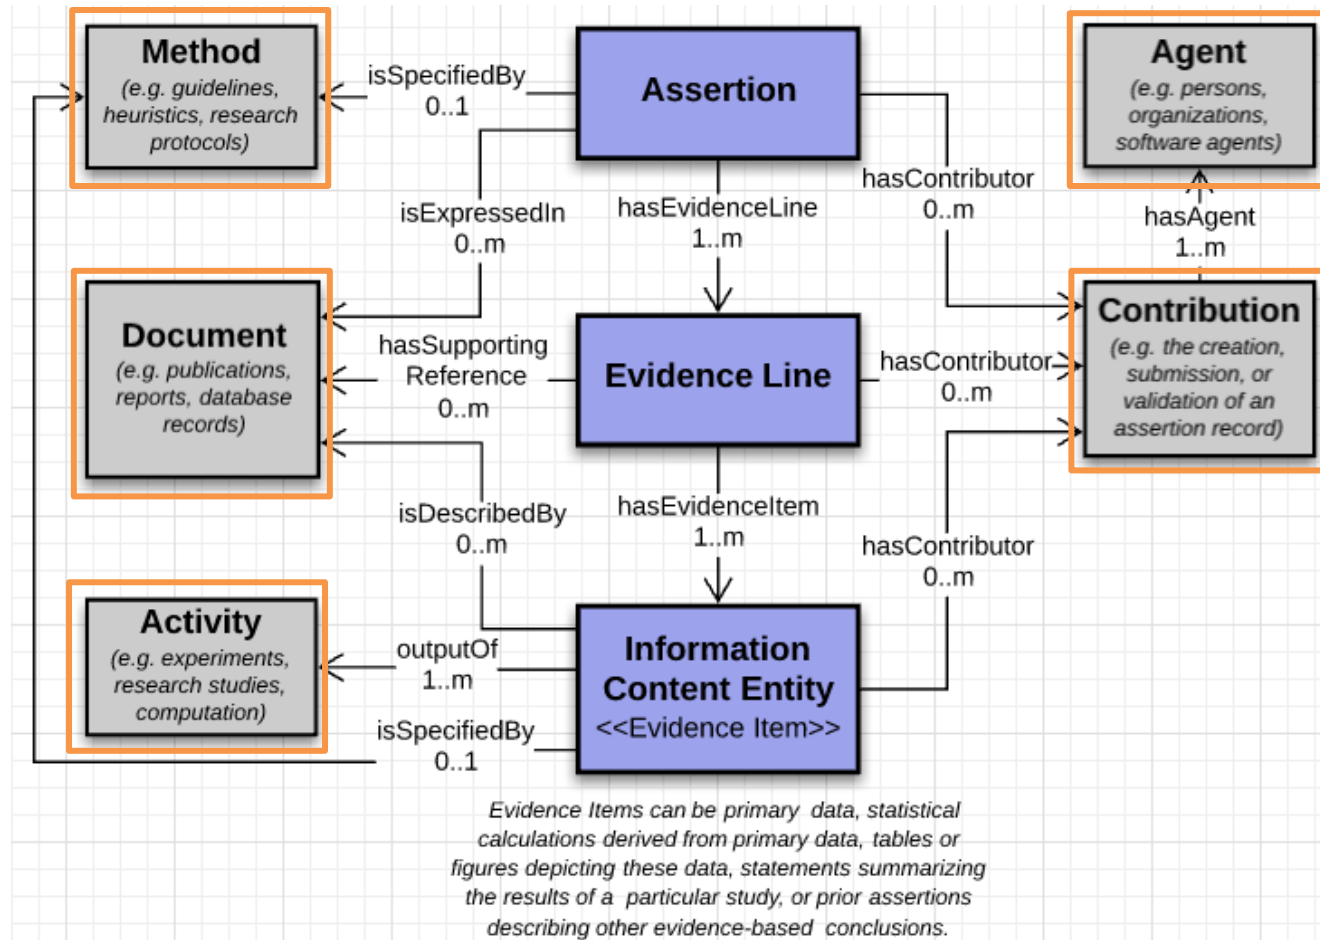 Method
(e.g. guidelines,
heuristics, research
protocols)
isSpecifiedBy
0..1
Assertion
Agent
(e.g. persons,
organizations,
software agents)
hasContributor
0..m
isExpressedIn
0..m
hasEvidenceLine
1..m
hasAgent
1..m
Document
(e.g. publications,
reports, database
records)
hasSupporting
Reference
0..m
Evidence Line
hasContributor
0..m
Contribution
(e.g. the creation,
submission, or
validation of an
assertion record)
isDescribedBy
0..m
hasEvidenceItem
1..m
hasContributor
0..m
Activity
(e.g. experiments,
research studies,
computation)
outputOf
1..m
isSpecifiedBy
0..1
Information
Content Entity
<<Evidence Item>>
Evidence Items can be primary data, statistical
calculations derived from primary data, tables or
figures depicting these data, statements summarizing
the results of a particular study, or prior assertions
describing other evidence-based conclusions.